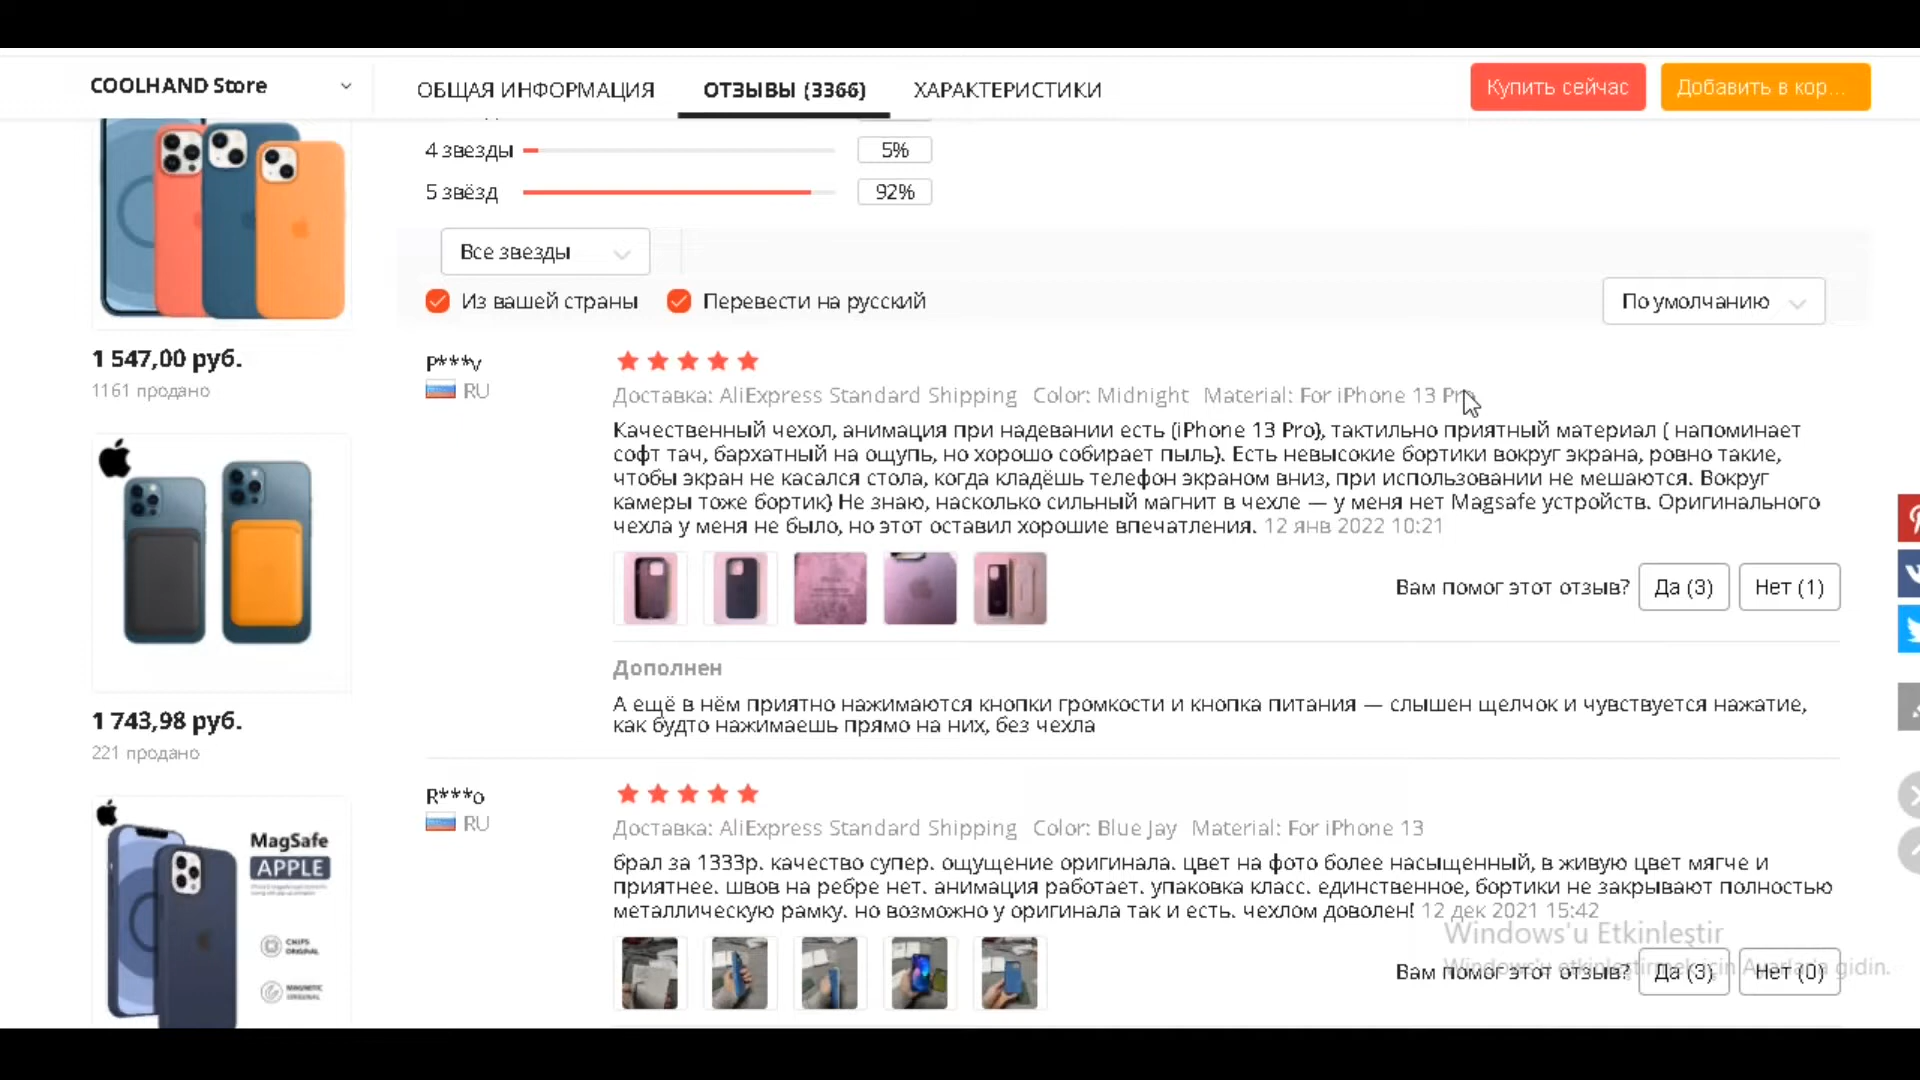 COOLHAND Store
ОБЩАЯ ИНФОРМАЦИЯ
ОТЗЫВЫ (3366)
ХАРАКТЕРИСТИКИ
Купить сейчас
Добавить в кор...
4 звезды 5%
5 звёзд 92%
Все звезды
Из вашей страны
Перевести на русский
По умолчанию
1 547,00 руб.
1161 продано
1 743,98 руб.
221 продано
MagSafe
APPLE
CHIPS
ORIGINAL
MAGNETIC
ORIGINAL
P***v
RU
Доставка: AliExpress Standard Shipping Color: Midnight Material: For iPhone 13 Pro
Качественный чехол, анимация при надевании есть (iPhone 13 Pro), тактильно приятный материал ( напоминает
софт тач, бархатный на ощупь, но хорошо собирает пыль). Есть невысокие бортики вокруг экрана, ровно такие,
чтобы экран не касался стола, когда кладёшь телефон экраном вниз, при использовании не мешаются. Вокруг
камеры тоже бортик) Не знаю, насколько сильный магнит в чехле — у меня нет Magsafe устройств. Оригинального
чехла у меня не было, но этот оставил хорошие впечатления. 12 янв 2022 10:21
Вам помог этот отзыв? Да (3) Нет (1)
Дополнен
А ещё в нём приятно нажимаются кнопки громкости и кнопка питания — слышен щелчок и чувствуется нажатие,
как будто нажимаешь прямо на них, без чехла
R***o
RU
Доставка: AliExpress Standard Shipping Color: Blue Jay Material: For iPhone 13
брал за 1333р. качество супер. ощущение оригинала. цвет на фото более насыщенный, в живую цвет мягче и
приятнее. швов на ребре нет. анимация работает. упаковка класс. единственное, бортики не закрывают полностью
металлическую рамку. но возможно у оригинала так и есть. чехлом доволен! 12 дек 2021 15:42
Windows'u Etkinleştir
Windows'u etkinleştirmek için Ayarlar'a gidin.
Вам помог этот отзыв? Да (3) Нет (0)